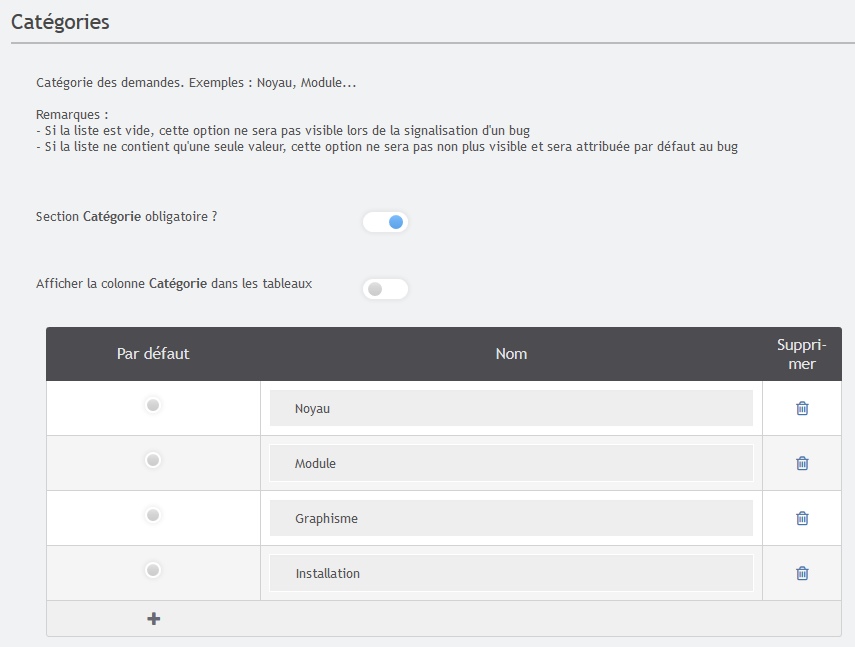 Catégories
Catégorie des demandes. Exemples : Noyau, Module...
Remarques :
- Si la liste est vide, cette option ne sera pas visible lors de la signalisation d'un bug
- Si la liste ne contient qu'une seule valeur, cette option ne sera pas non plus visible et sera attribuée par défaut au bug
Section Catégorie obligatoire ?
Afficher la colonne Catégorie dans les tableaux
Par défaut Nom Suppri-
mer
Noyau
Module
Graphisme
Installation